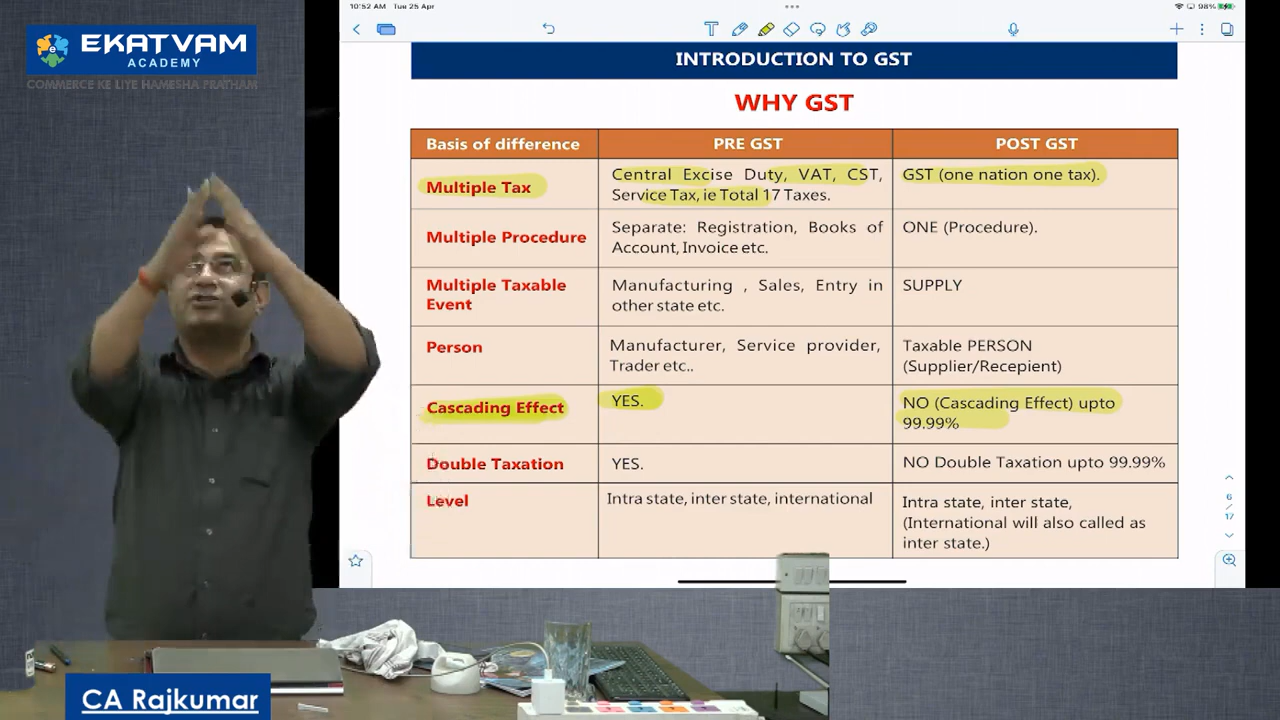 10:52 AM Tue 25 Apr
98%
EKATVAM
ACADEMY
COMMERCE KE LIYE HAMESHA PRATHAM
INTRODUCTION TO GST
WHY GST
Basis of difference
PRE GST
POST GST
Multiple Tax
Central Excise Duty, VAT, CST,
Service Tax, ie Total 17 Taxes.
GST (one nation one tax).
Multiple Procedure
Separate: Registration, Books of
Account, Invoice etc.
ONE (Procedure).
Multiple Taxable
Event
Manufacturing , Sales, Entry in
other state etc.
SUPPLY
Person
Manufacturer, Service provider,
Trader etc..
Taxable PERSON
(Supplier/Recepient)
Cascading Effect
YES.
NO (Cascading Effect) upto
99.99%
Double Taxation
YES.
NO Double Taxation upto 99.99%
Level
Intra state, inter state, international
Intra state, inter state,
(International will also called as
inter state.)
6
/
17
CA Rajkumar